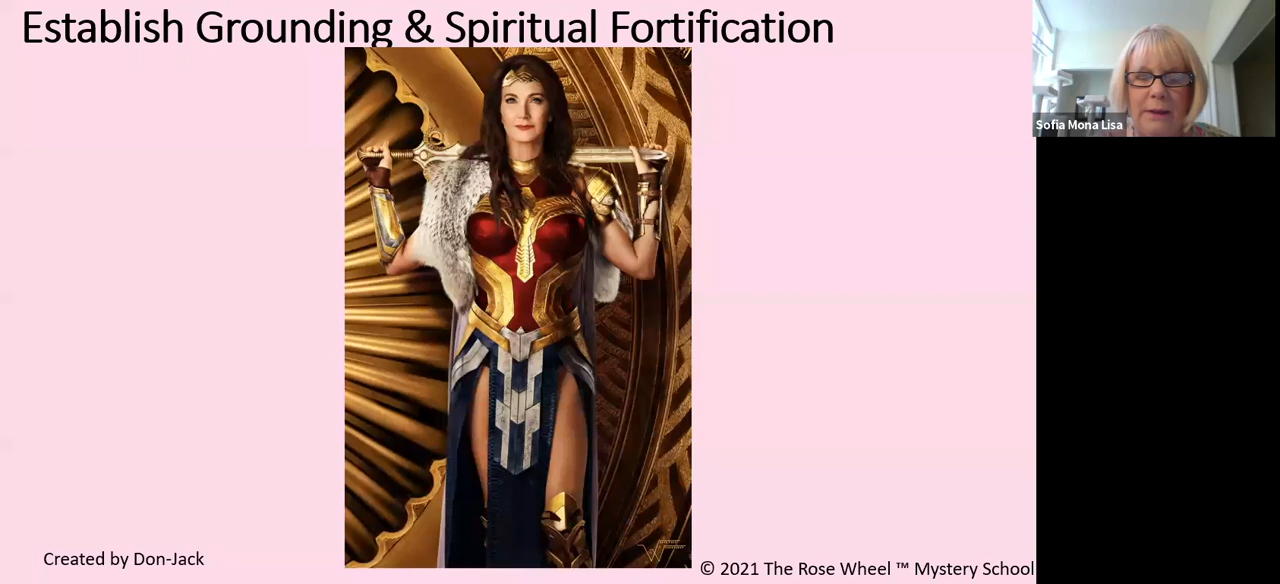 Establish Grounding & Spiritual Fortification
Sofia Mona Lisa
Created by Don-Jack
© 2021 The Rose Wheel ™ Mystery School